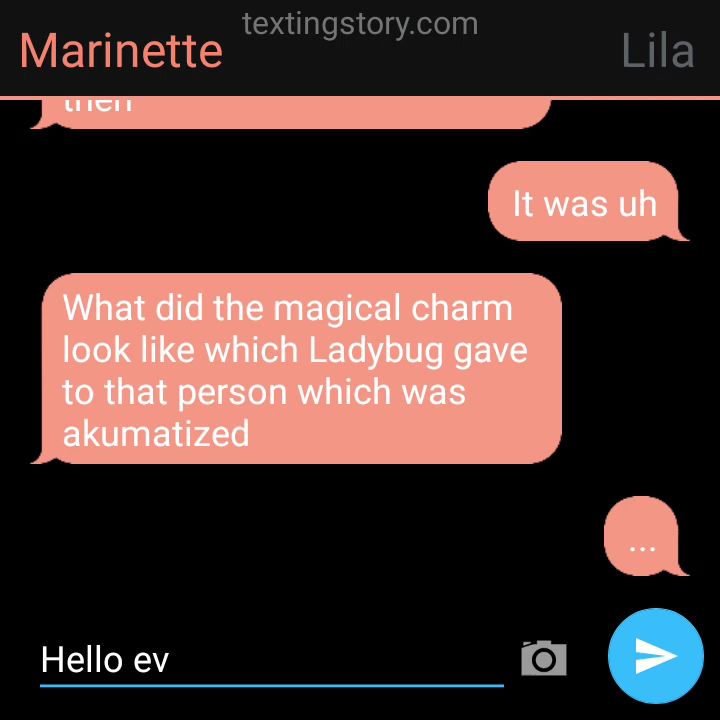 textingstory.com
Marinette
Lila
then
It was uh
What did the magical charm
look like which Ladybug gave
to that person which was
akumatized
...
Hello ev